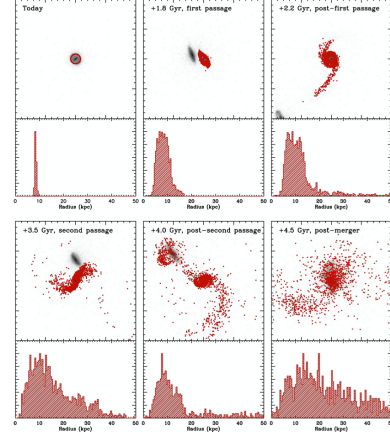 Today
+1.8 Gyr, first passage
+2.2 Gyr, post-first passage
0 10 20 30 40 50
0 10 20 30 40 50
0 10 20 30 40 50
Radius (kpc)
Radius (kpc)
Radius (kpc)
+3.5 Gyr, second passage
+4.0 Gyr, post-second passage
+4.5 Gyr, post-merger
0 10 20 30 40 50
0 10 20 30 40 50
0 10 20 30 40 50
Radius (kpc)
Radius (kpc)
Radius (kpc)